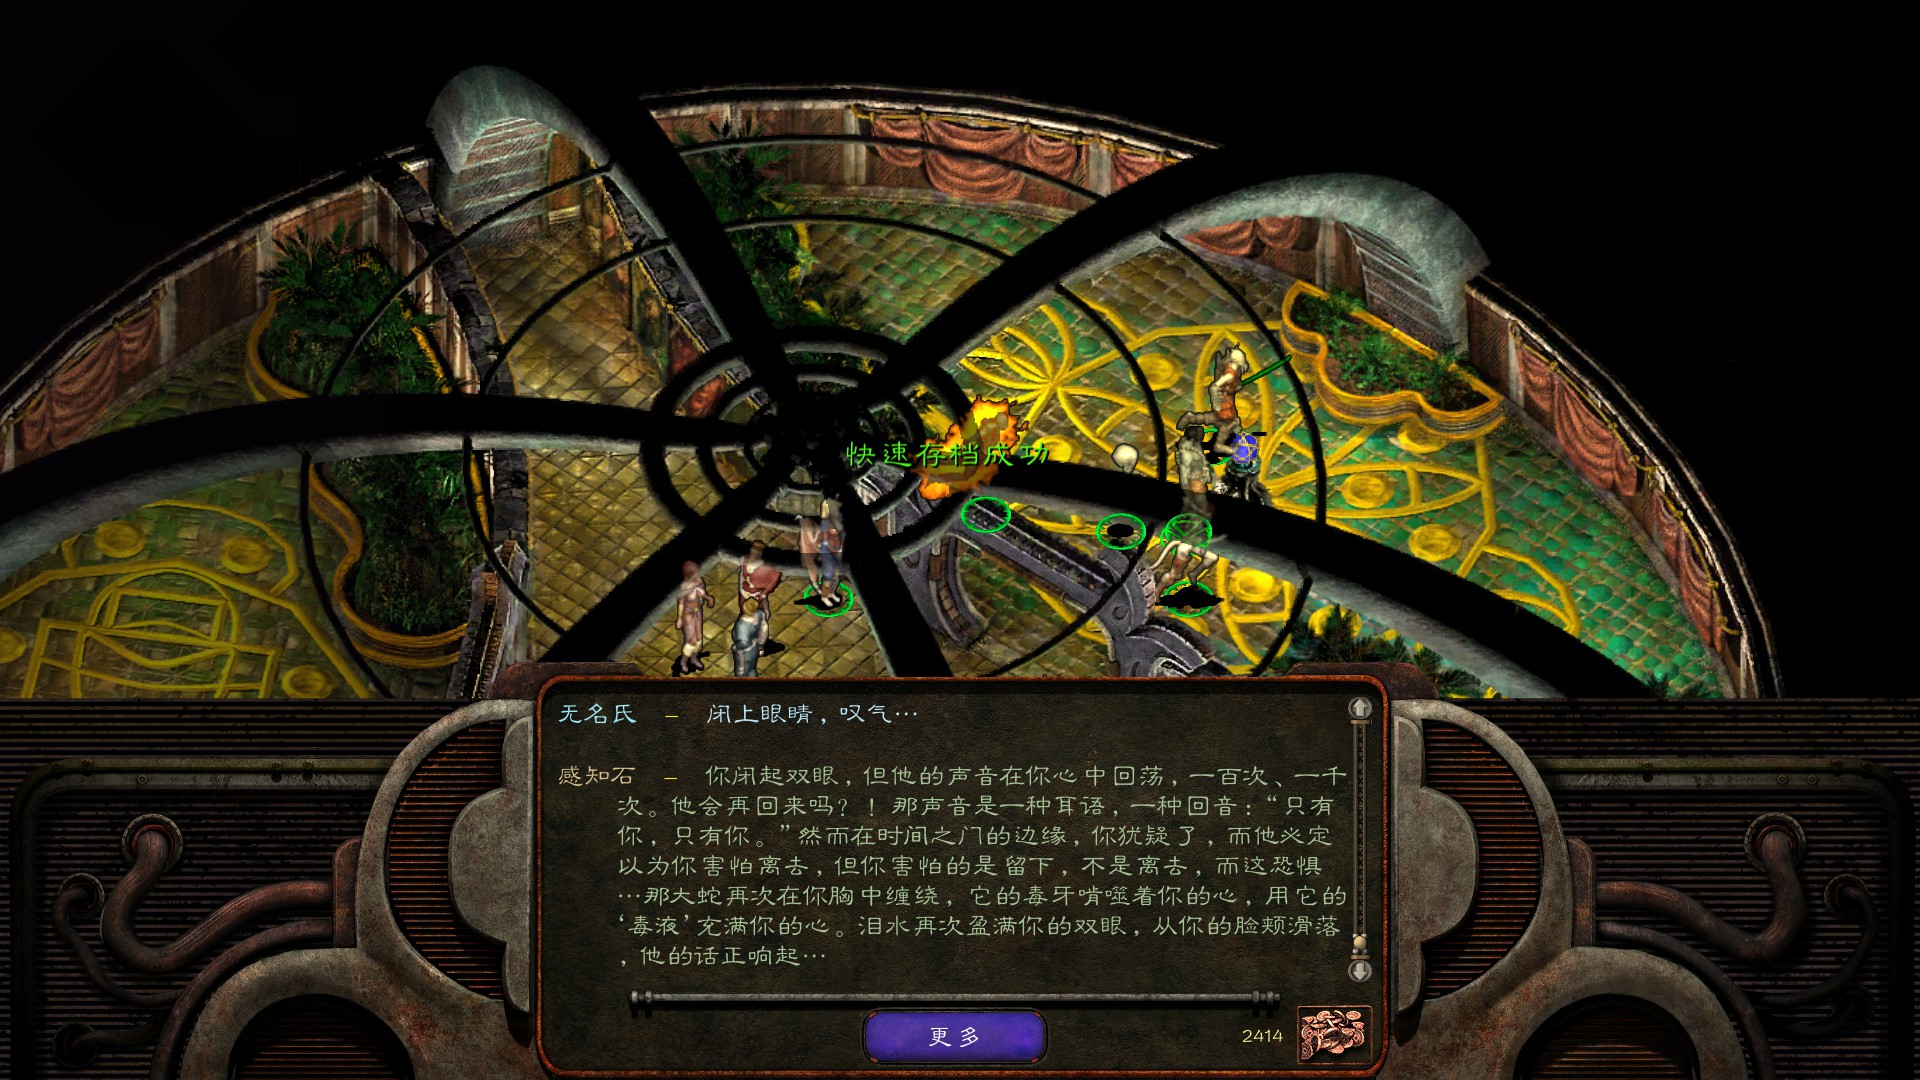 快速存档成功
无名氏 – 闭上眼睛，叹气…
感知石 – 你闭起双眼，但他的声音在你心中回荡，一百次、一千
次。他会再回来吗？！那声音是一种耳语，一种回音：“只有
你，只有你。”然而在时间之门的边缘，你犹疑了，而他必定
以为你害怕离去，但你害怕的是留下，不是离去，而这恐惧
…那大蛇再次在你胸中缠绕，它的毒牙啃噬着你的心，用它的
‘毒液’充满你的心。泪水再次盈满你的双眼，从你的脸颊滑落
，他的话正响起…
更多
2414